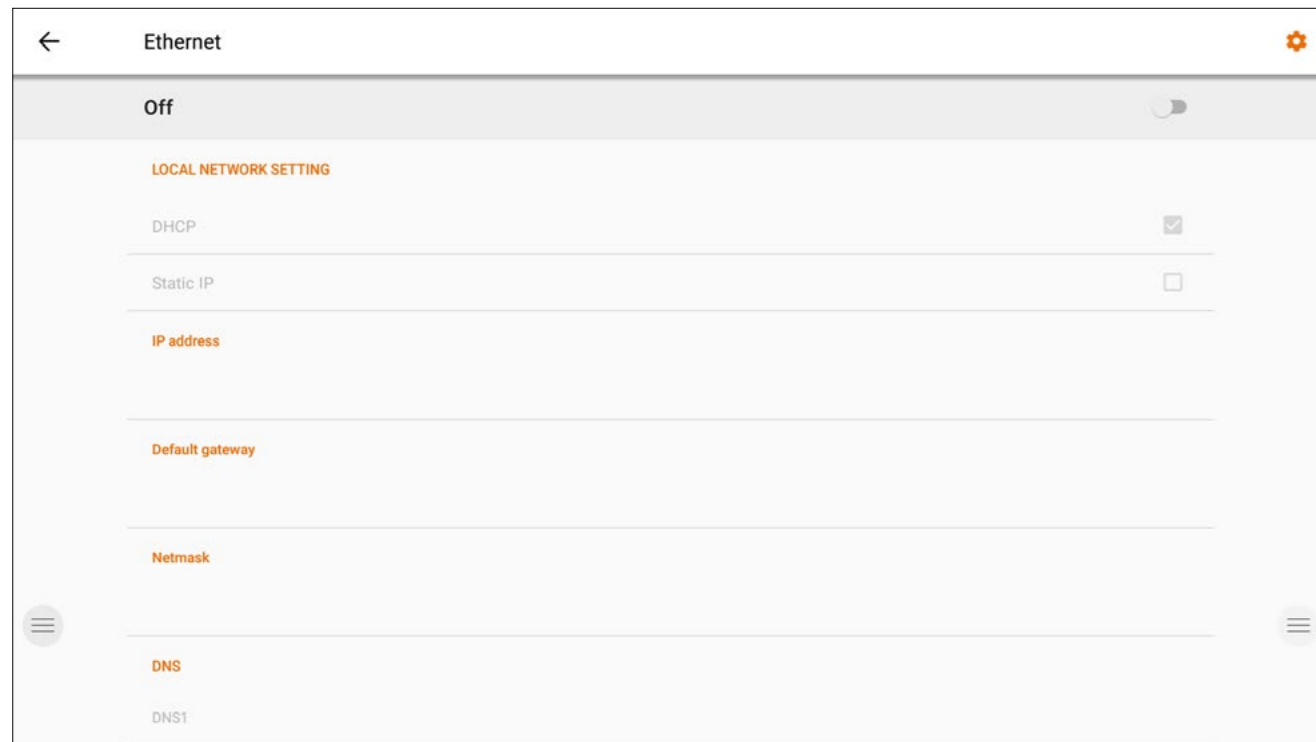 Ethernet
Off
LOCAL NETWORK SETTING
DHCP
Static IP
IP address
Default gateway
Netmask
DNS
DNS1